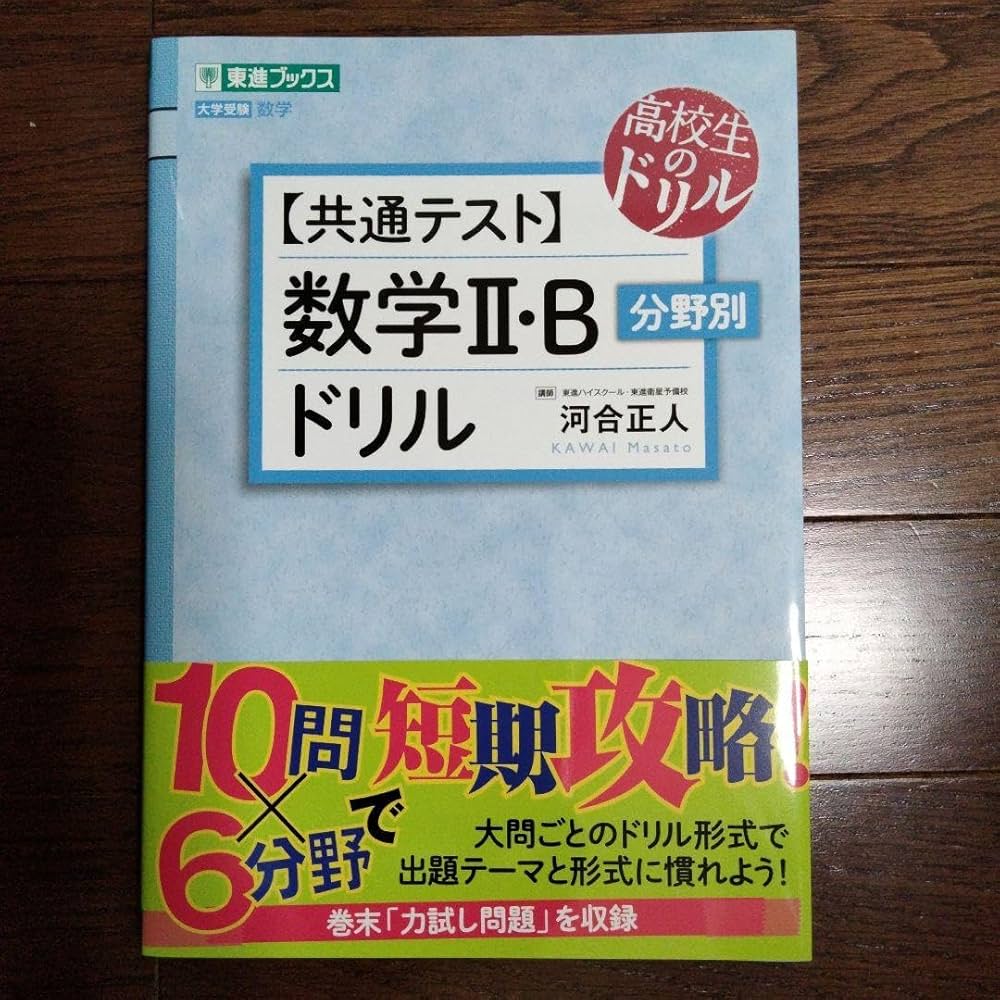 東進ブックス
大学受験 数学
高校生
の
ドリル
【共通テスト】
数学Ⅱ・B
分野別
ドリル
講師 東進ハイスクール・東進衛星予備校
河合正人
KAWAI Masato
10問
×
6分野で
短期攻略!
大問ごとのドリル形式で
出題テーマと形式に慣れよう!
巻末「力試し問題」を収録